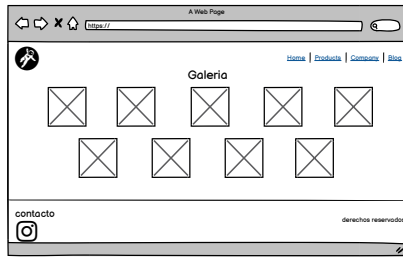 A Web Page
https://
Home | Products | Company | Blog
Galeria
contacto
derechos reservados